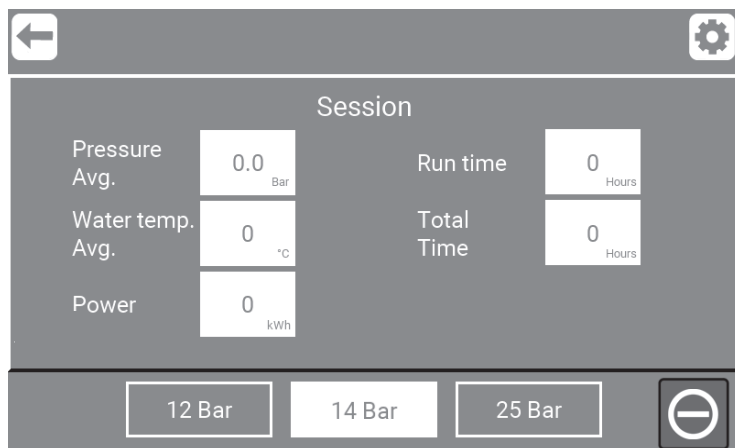 Session
Pressure
Avg.
0.0
Bar
Run time
0
Hours
Water temp.
Avg.
0
°C
Total
Time
0
Hours
Power
0
kWh
12 Bar
14 Bar
25 Bar